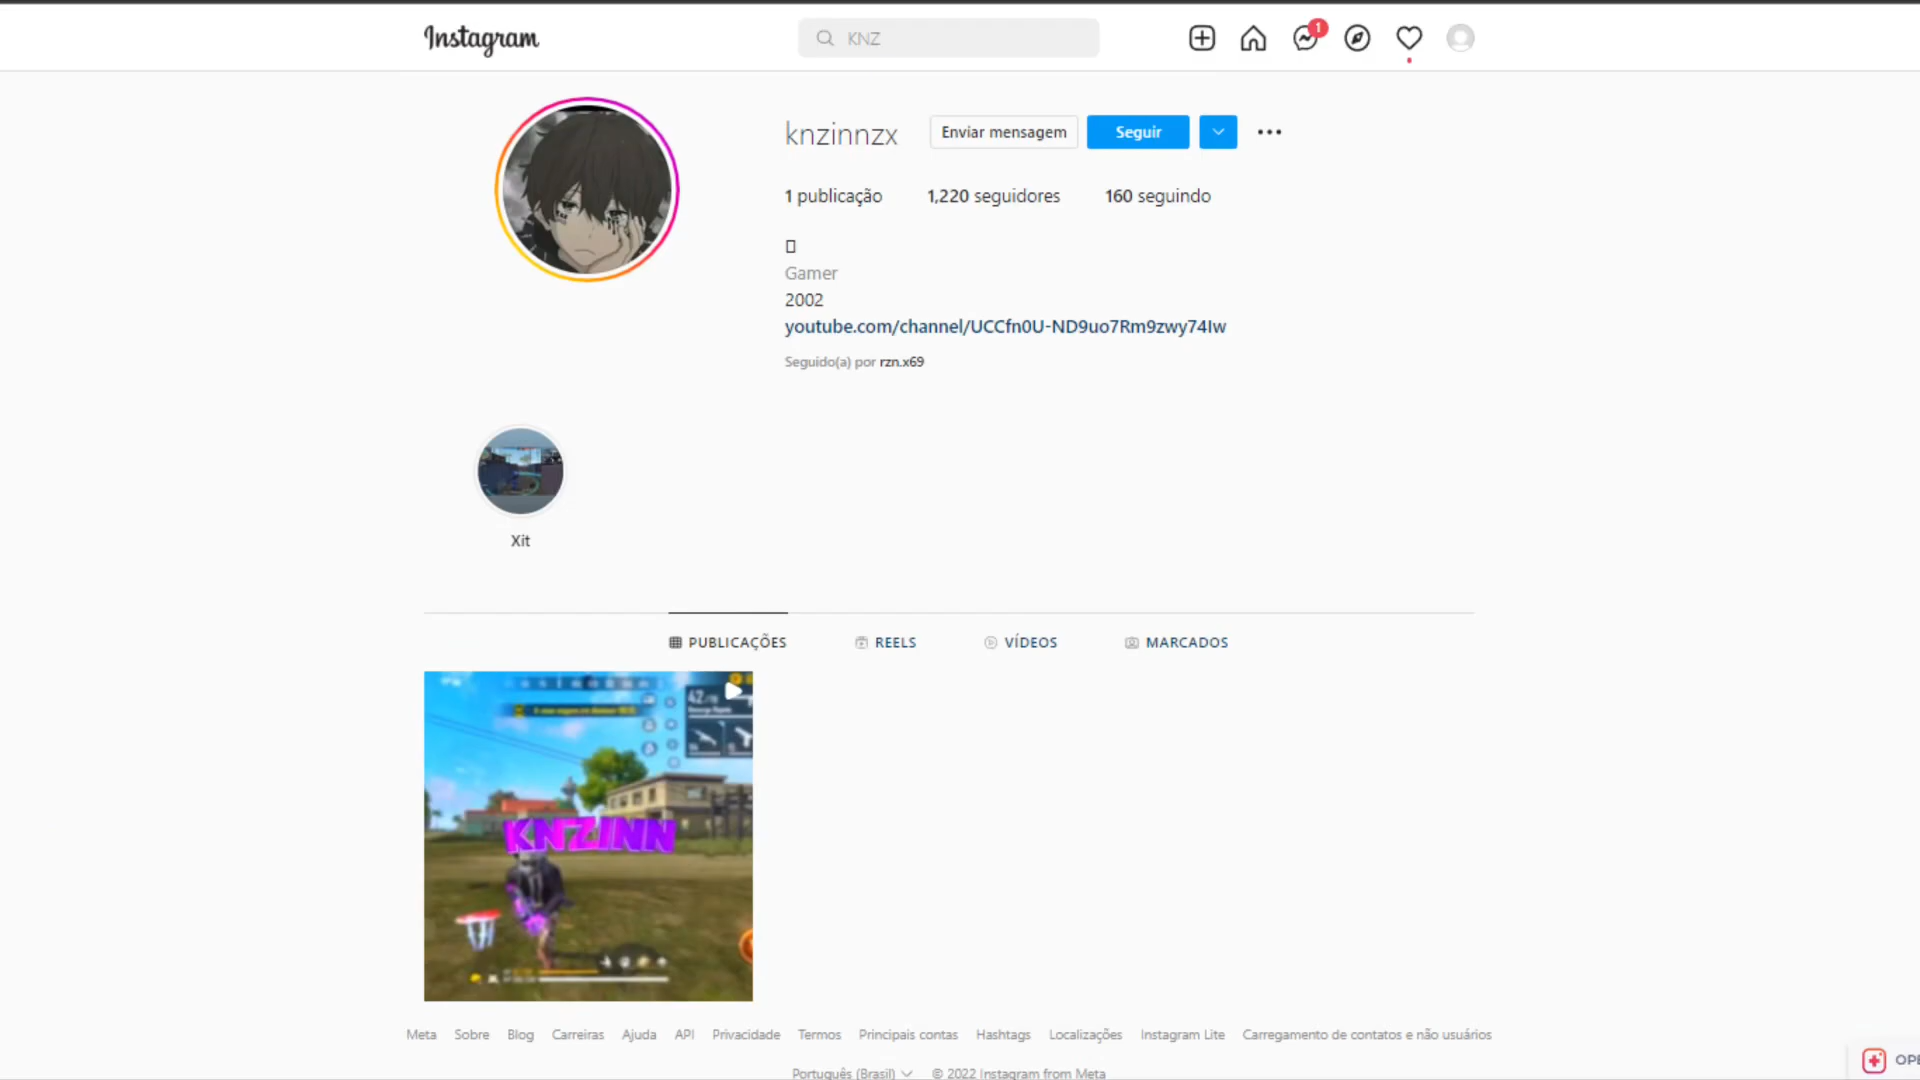 Instagram
KNZ
1
knzinnzx
Enviar mensagem
Seguir
1 publicação
1,220 seguidores
160 seguindo
Gamer
2002
youtube.com/channel/UCCfn0U-ND9uo7Rm9zwy74Iw
Seguido(a) por rzn.x69
Xit
PUBLICAÇÕES
REELS
VÍDEOS
MARCADOS
42
KNZINN
Meta Sobre Blog Carreiras Ajuda API Privacidade Termos Principais contas Hashtags Localizações Instagram Lite Carregamento de contatos e não usuários
OPE
Português (Brasil) © 2022 Instagram from Meta